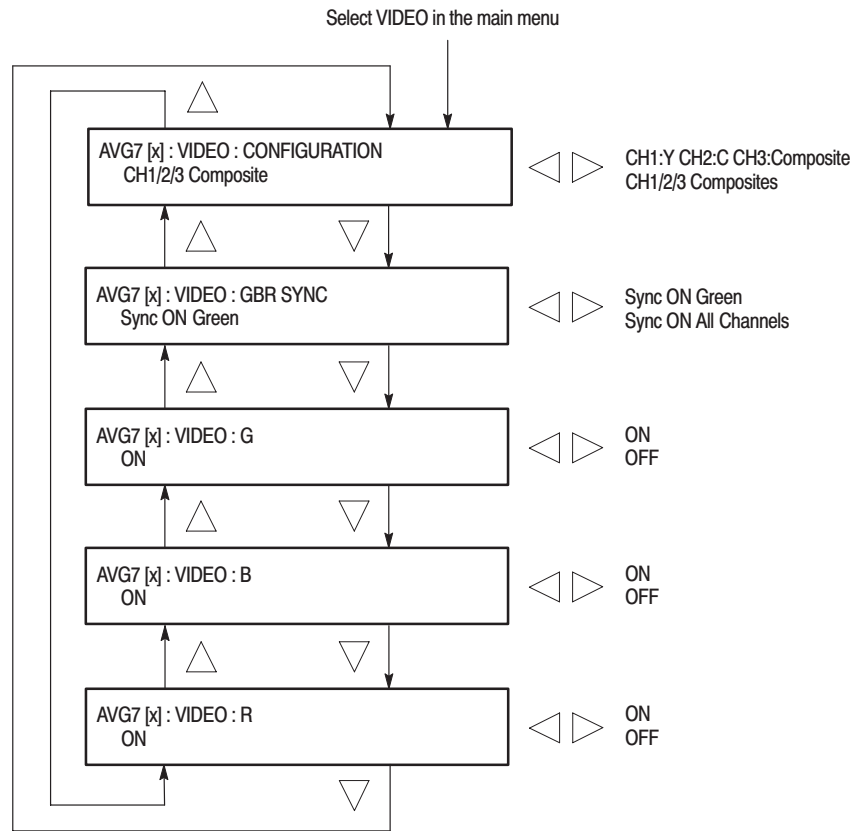 Select VIDEO in the main menu
AVG7 [x] : VIDEO : CONFIGURATION
CH1/2/3 Composite
CH1:Y CH2:C CH3:Composite
CH1/2/3 Composites
AVG7 [x] : VIDEO : GBR SYNC
Sync ON Green
Sync ON Green
Sync ON All Channels
AVG7 [x] : VIDEO : G
ON
ON
OFF
AVG7 [x] : VIDEO : B
ON
ON
OFF
AVG7 [x] : VIDEO : R
ON
ON
OFF